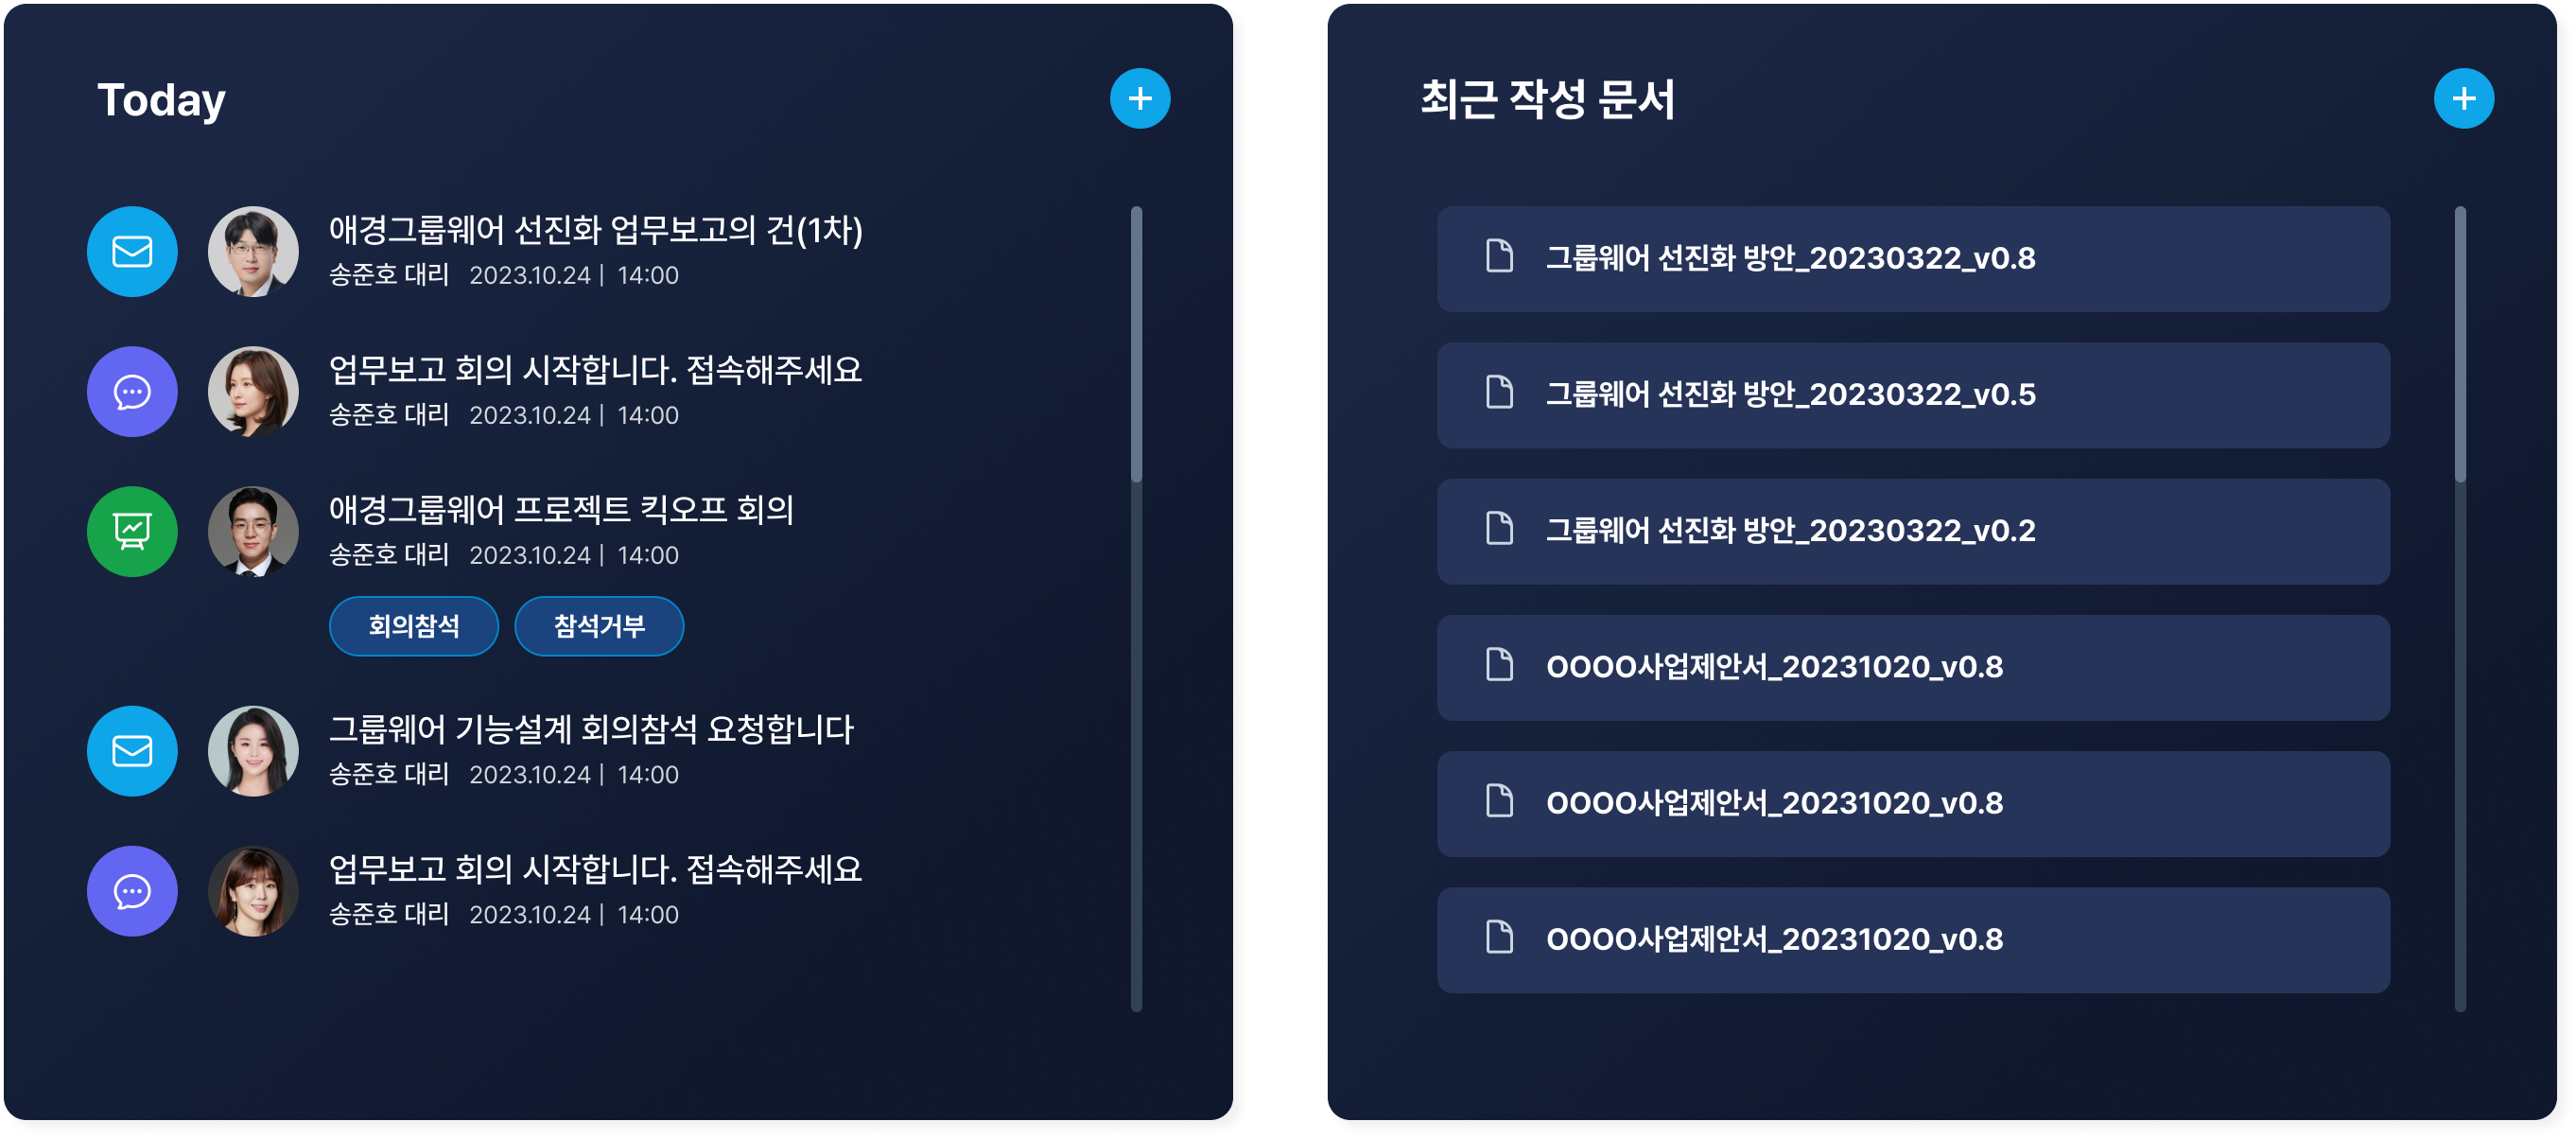 Today
애경그룹웨어 선진화 업무보고의 건(1차)
송준호 대리 2023.10.24 | 14:00
업무보고 회의 시작합니다. 접속해주세요
송준호 대리 2023.10.24 | 14:00
애경그룹웨어 프로젝트 킥오프 회의
송준호 대리 2023.10.24 | 14:00
회의참석 참석거부
그룹웨어 기능설계 회의참석 요청합니다
송준호 대리 2023.10.24 | 14:00
업무보고 회의 시작합니다. 접속해주세요
송준호 대리 2023.10.24 | 14:00
최근 작성 문서
그룹웨어 선진화 방안_20230322_v0.8
그룹웨어 선진화 방안_20230322_v0.5
그룹웨어 선진화 방안_20230322_v0.2
OOOO사업제안서_20231020_v0.8
OOOO사업제안서_20231020_v0.8
OOOO사업제안서_20231020_v0.8